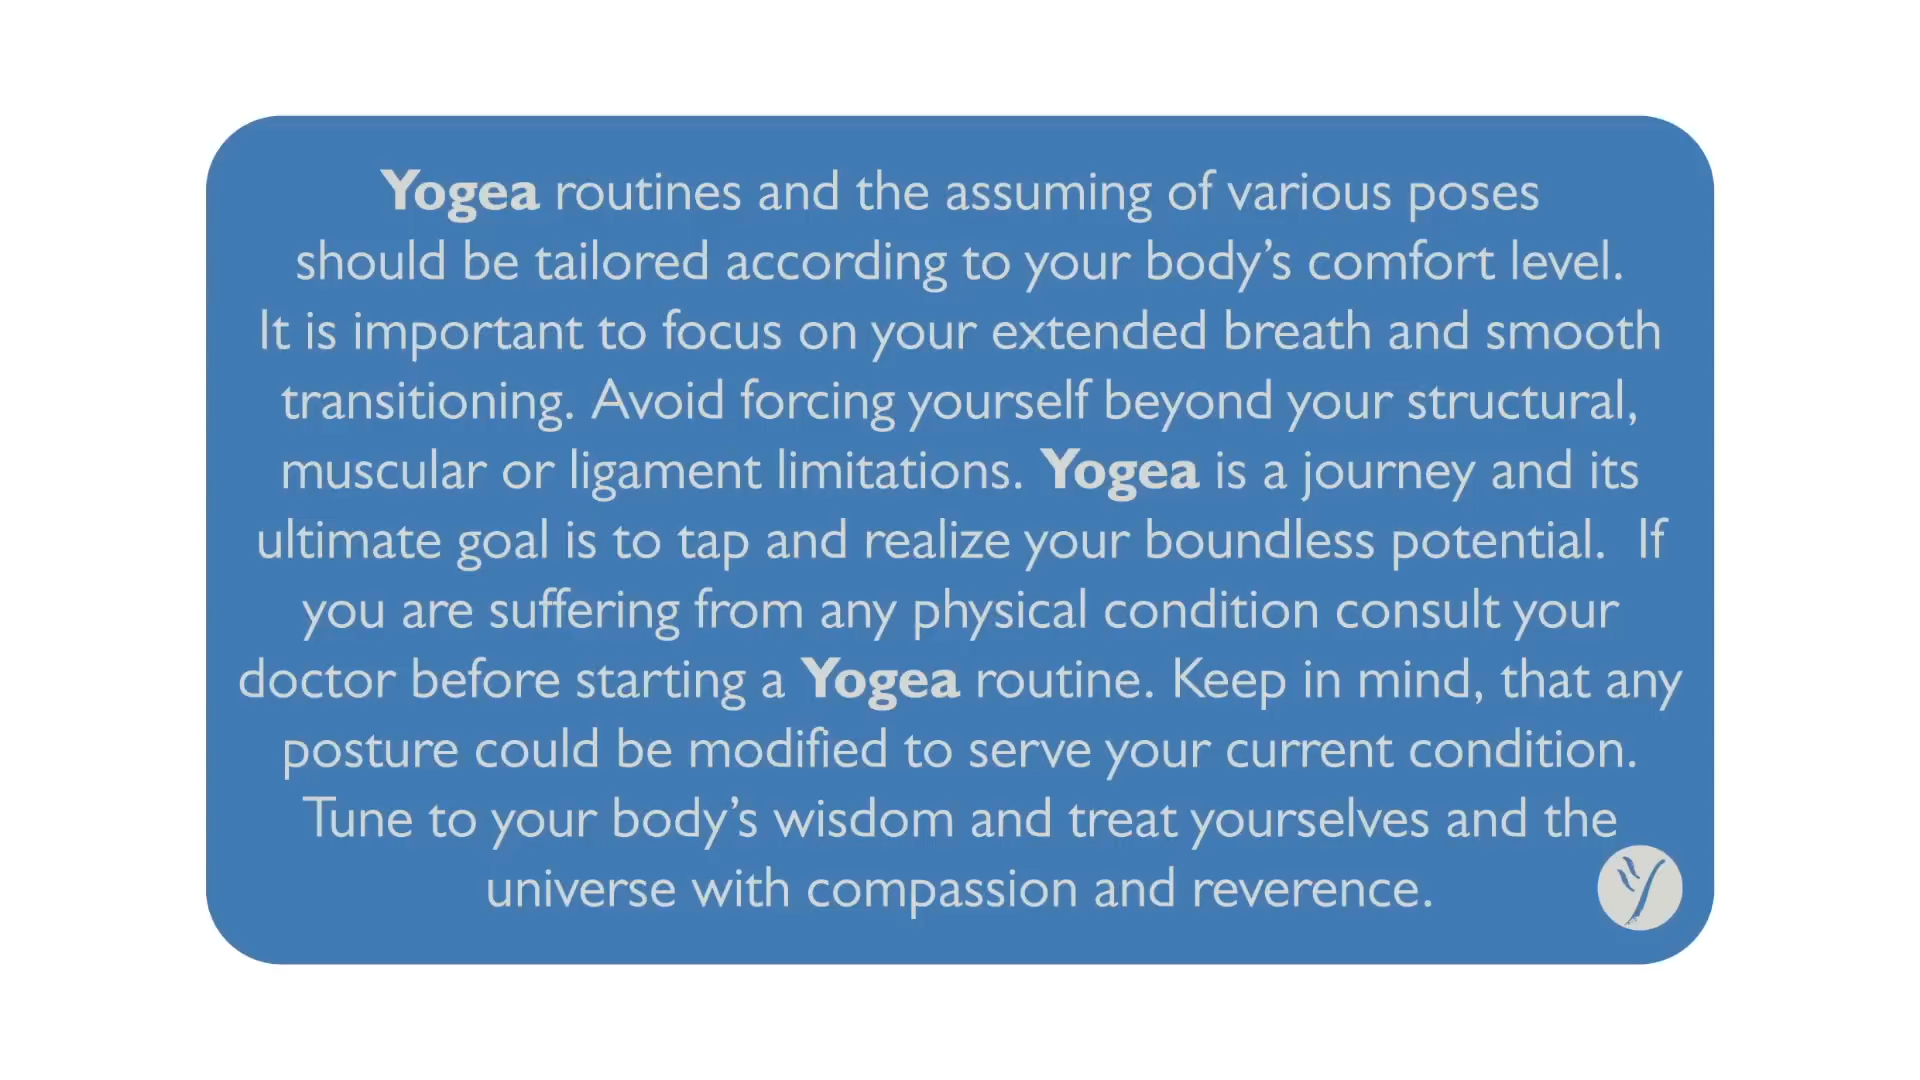 Yogea routines and the assuming of various poses
should be tailored according to your body’s comfort level.
It is important to focus on your extended breath and smooth
transitioning. Avoid forcing yourself beyond your structural,
muscular or ligament limitations. Yogea is a journey and its
ultimate goal is to tap and realize your boundless potential.  If
you are suffering from any physical condition consult your
doctor before starting a Yogea routine. Keep in mind, that any
posture could be modified to serve your current condition.
Tune to your body’s wisdom and treat yourselves and the
universe with compassion and reverence.